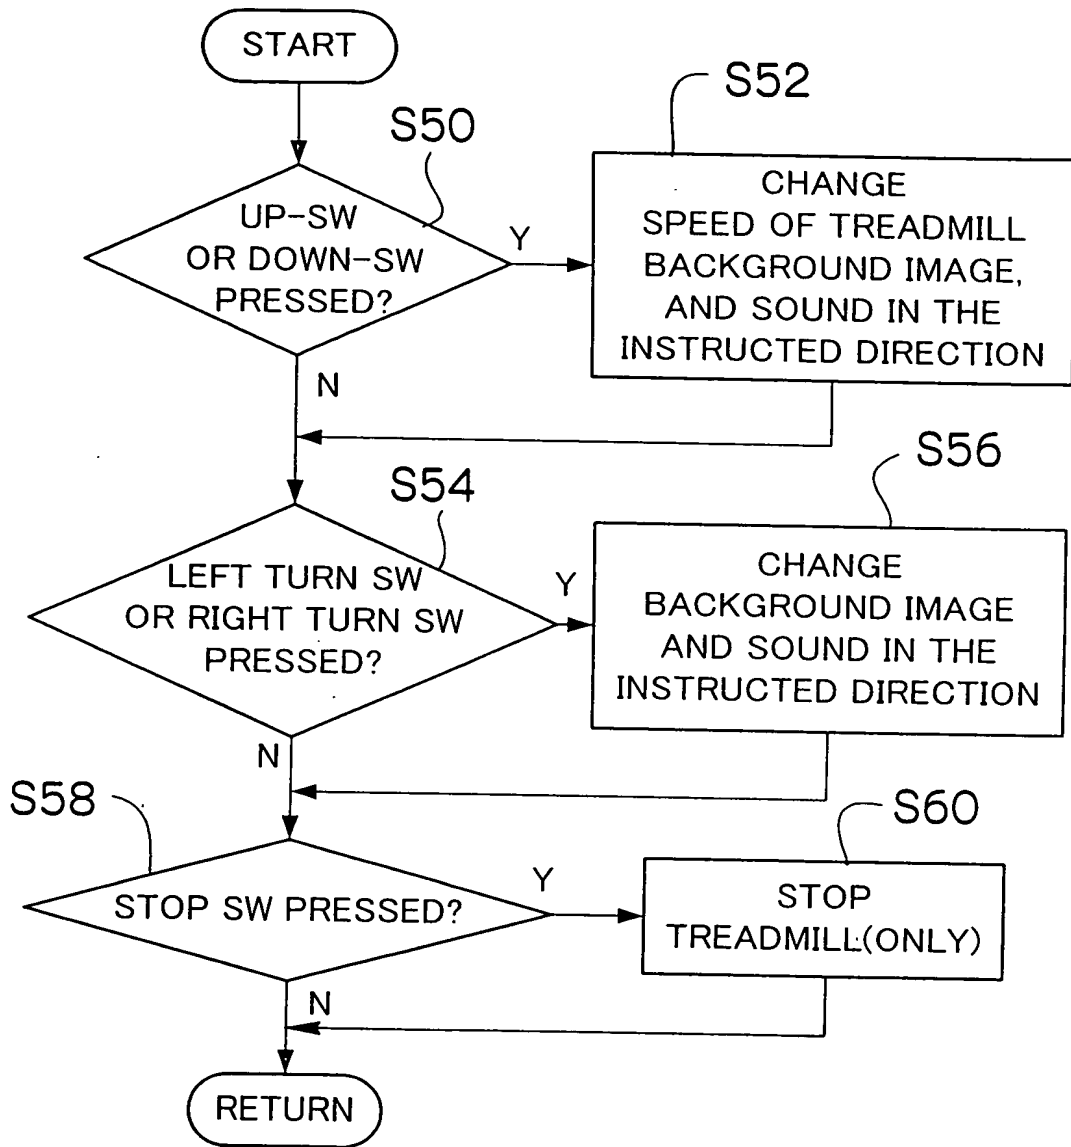 START
S50
S52
UP-SW
OR DOWN-SW
PRESSED?
Y
CHANGE
SPEED OF TREADMILL
BACKGROUND IMAGE,
AND SOUND IN THE
INSTRUCTED DIRECTION
N
S54
S56
LEFT TURN SW
OR RIGHT TURN SW
PRESSED?
Y
CHANGE
BACKGROUND IMAGE
AND SOUND IN THE
INSTRUCTED DIRECTION
N
S58
S60
STOP SW PRESSED?
Y
STOP
TREADMILL(ONLY)
N
RETURN